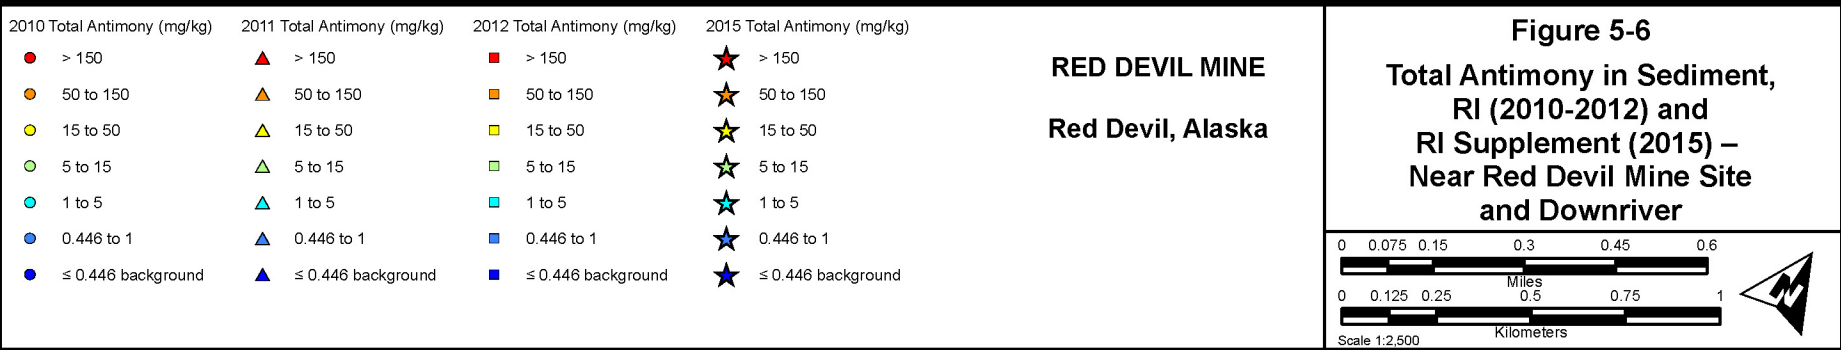 2010 Total Antimony (mg/kg)
> 150
50 to 150
15 to 50
5 to 15
1 to 5
0.446 to 1
≤ 0.446 background
2011 Total Antimony (mg/kg)
> 150
50 to 150
15 to 50
5 to 15
1 to 5
0.446 to 1
≤ 0.446 background
2012 Total Antimony (mg/kg)
> 150
50 to 150
15 to 50
5 to 15
1 to 5
0.446 to 1
≤ 0.446 background
2015 Total Antimony (mg/kg)
> 150
50 to 150
15 to 50
5 to 15
1 to 5
0.446 to 1
≤ 0.446 background
RED DEVIL MINE
Red Devil, Alaska
Figure 5-6
Total Antimony in Sediment,
RI (2010-2012) and
RI Supplement (2015) –
Near Red Devil Mine Site
and Downriver
0 0.075 0.15 0.3 0.45 0.6
Miles
0 0.125 0.25 0.5 0.75 1
Kilometers
Scale 1:2,500
N